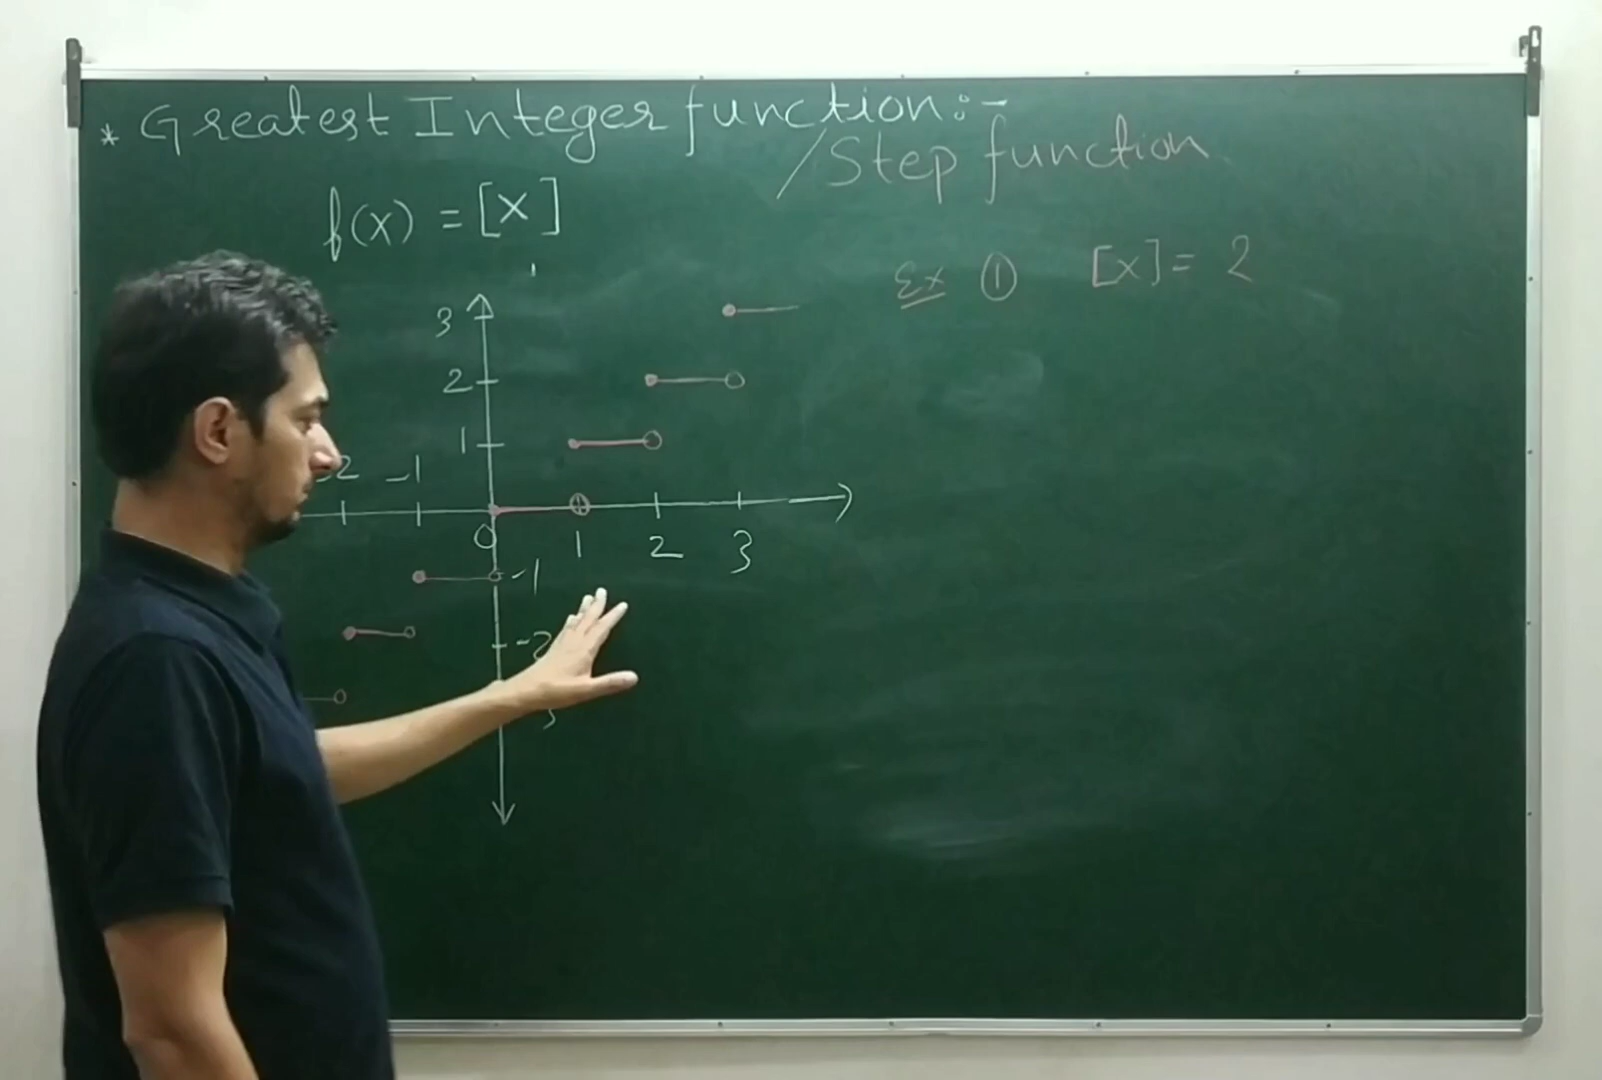 * Greatest Integer function:-
/Step function
f(x) = [x]
Ex ① [x] = 2
3
2
1
-2 -1
0 1 2 3
-1
-2